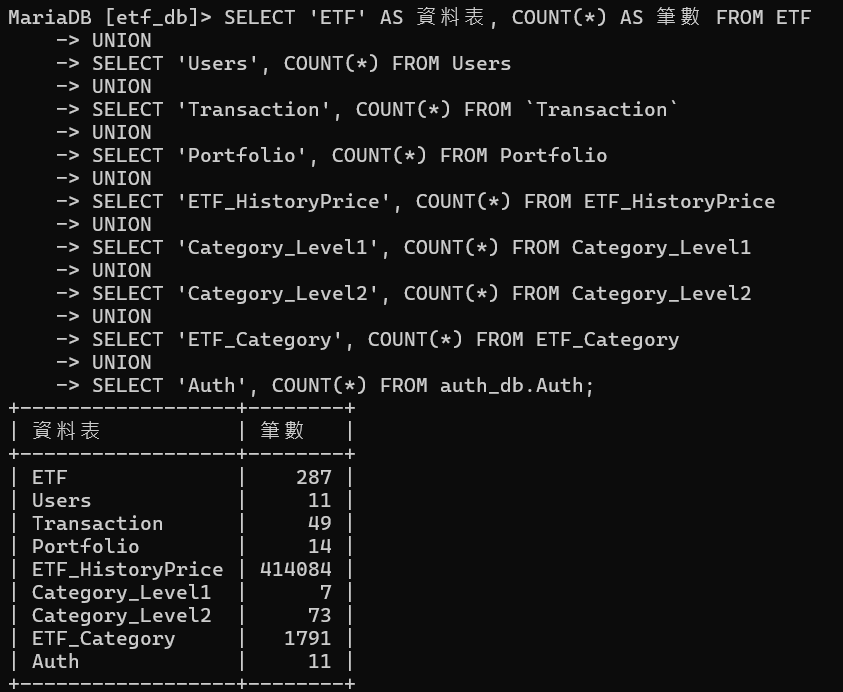 MariaDB [etf_db]> SELECT 'ETF' AS 資料表, COUNT(*) AS 筆數 FROM ETF
    -> UNION
    -> SELECT 'Users', COUNT(*) FROM Users
    -> UNION
    -> SELECT 'Transaction', COUNT(*) FROM `Transaction`
    -> UNION
    -> SELECT 'Portfolio', COUNT(*) FROM Portfolio
    -> UNION
    -> SELECT 'ETF_HistoryPrice', COUNT(*) FROM ETF_HistoryPrice
    -> UNION
    -> SELECT 'Category_Level1', COUNT(*) FROM Category_Level1
    -> UNION
    -> SELECT 'Category_Level2', COUNT(*) FROM Category_Level2
    -> UNION
    -> SELECT 'ETF_Category', COUNT(*) FROM ETF_Category
    -> UNION
    -> SELECT 'Auth', COUNT(*) FROM auth_db.Auth;
+------------------+--------+
| 資料表           | 筆數   |
+------------------+--------+
| ETF              |    287 |
| Users            |     11 |
| Transaction      |     49 |
| Portfolio        |     14 |
| ETF_HistoryPrice | 414084 |
| Category_Level1  |      7 |
| Category_Level2  |     73 |
| ETF_Category     |   1791 |
| Auth             |     11 |
+------------------+--------+